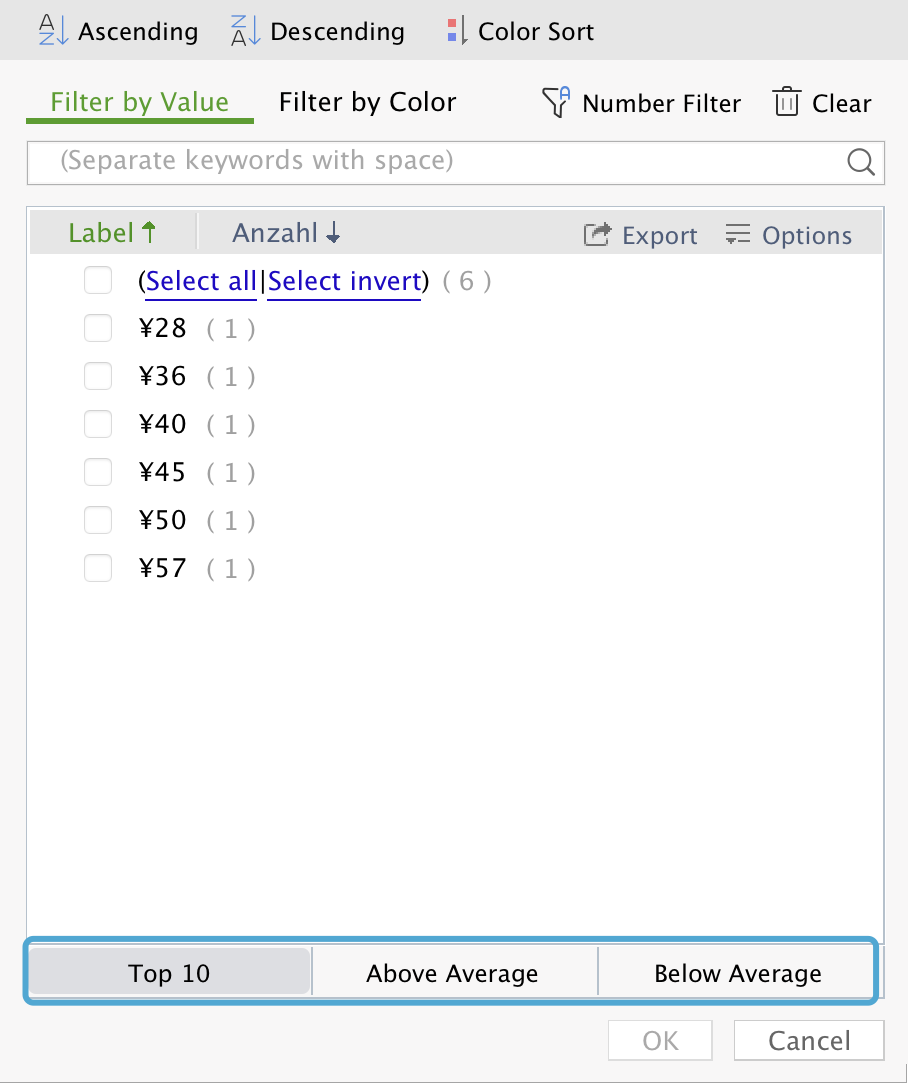 Ascending Descending Color Sort
Filter by Value Filter by Color Number Filter Clear
(Separate keywords with space)
Label Anzahl Export Options
(Select all|Select invert) ( 6 )
¥28 ( 1 )
¥36 ( 1 )
¥40 ( 1 )
¥45 ( 1 )
¥50 ( 1 )
¥57 ( 1 )
Top 10 Above Average Below Average
OK Cancel